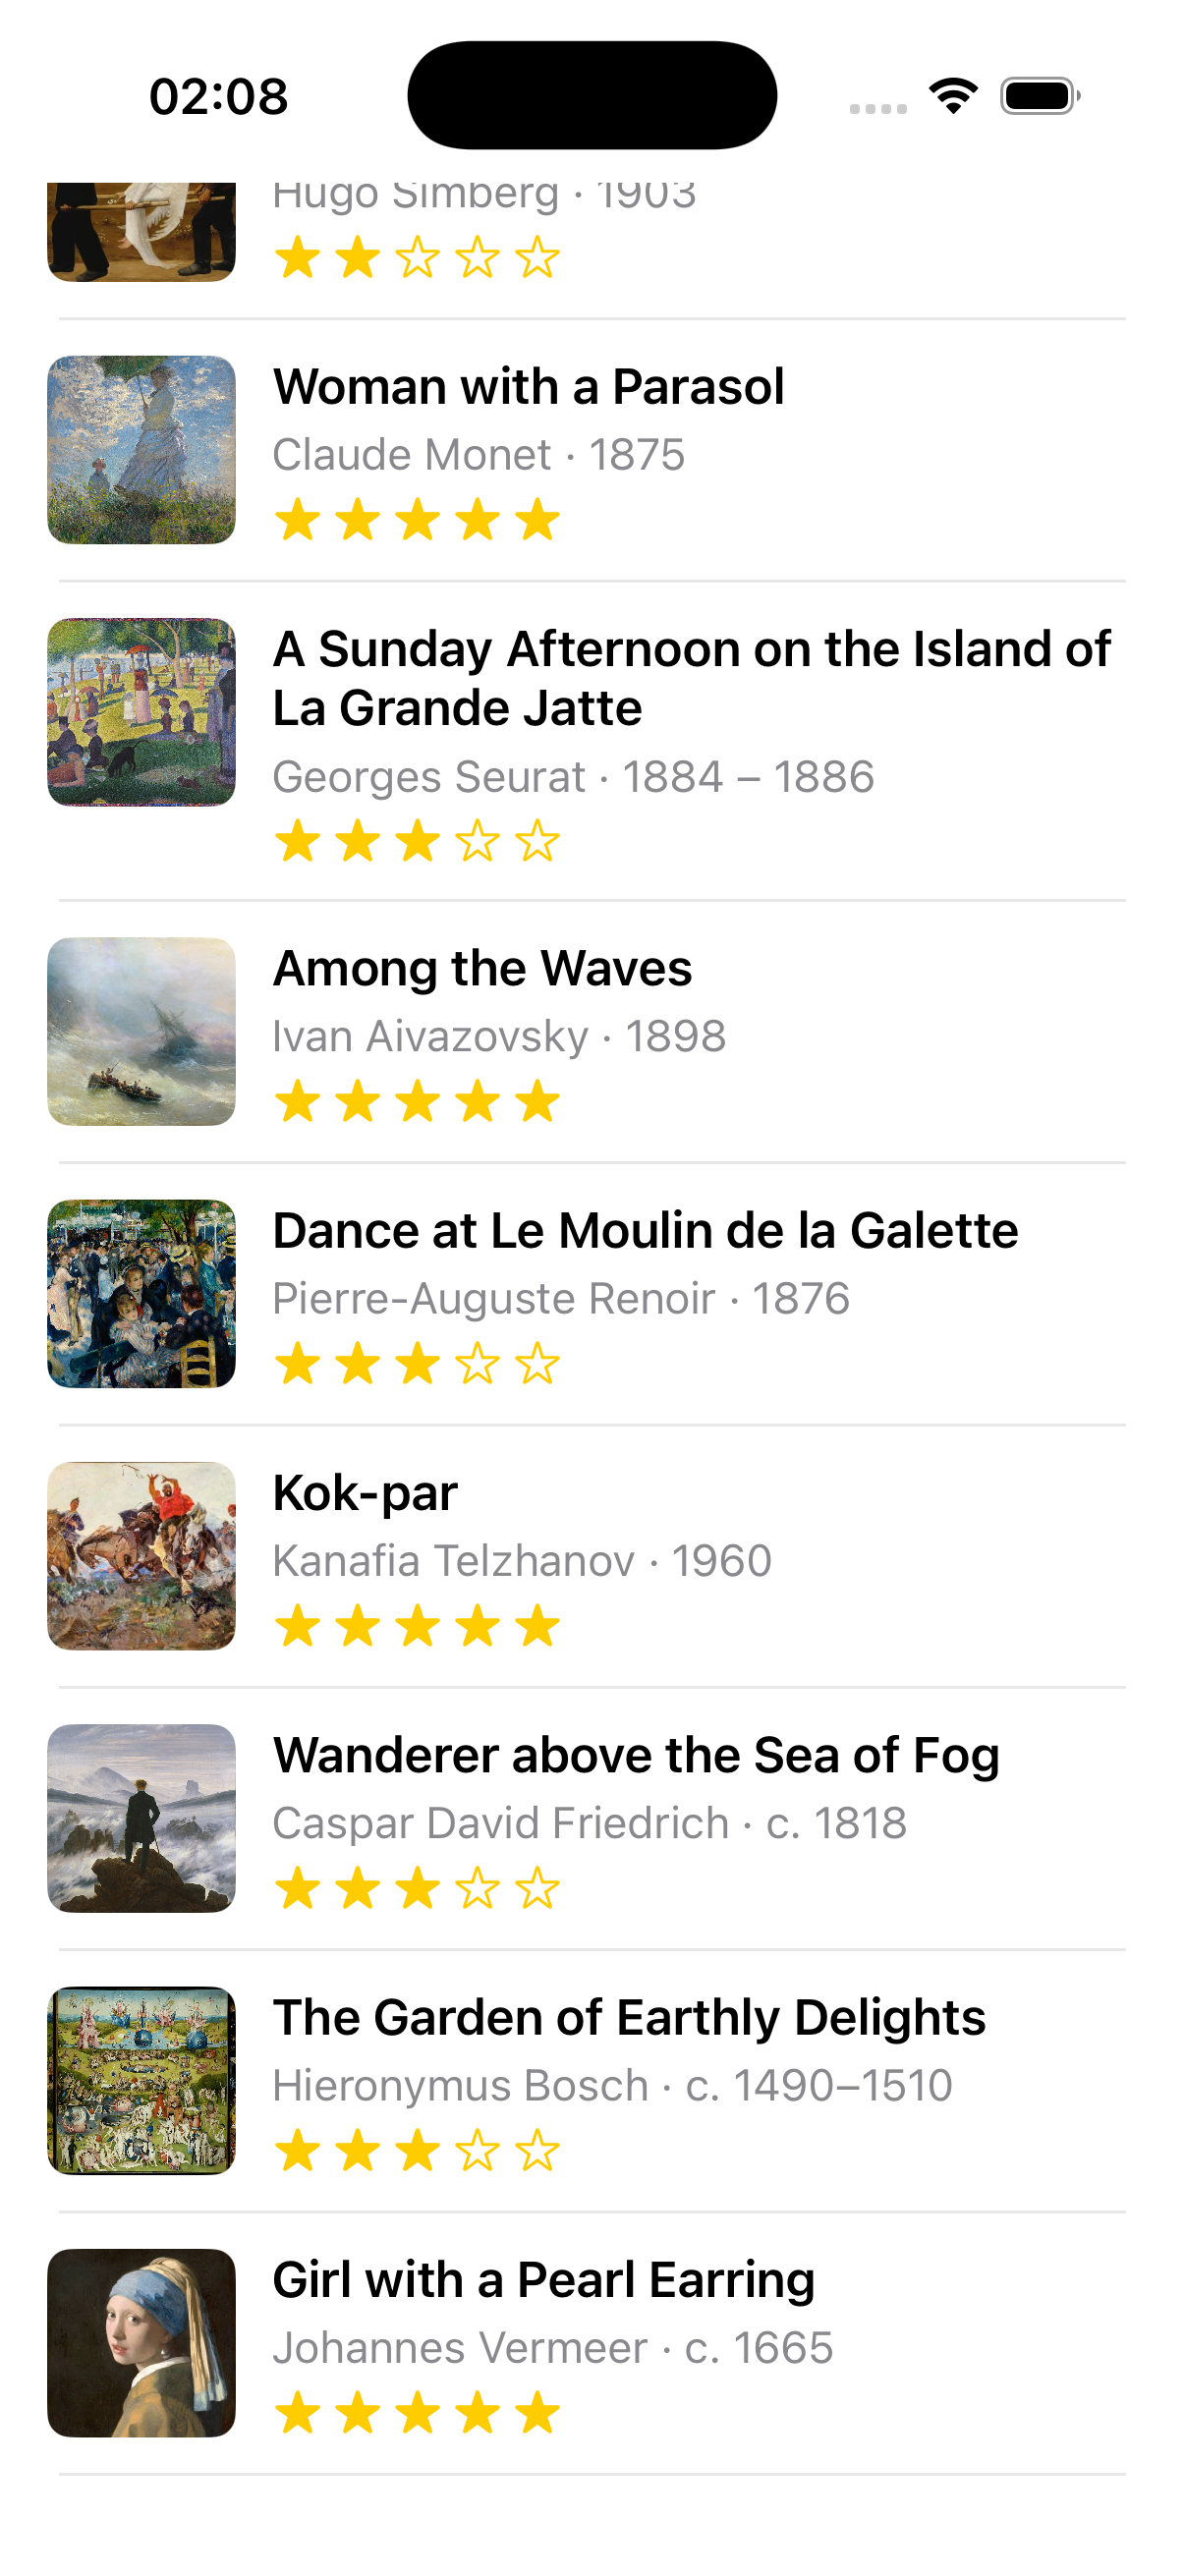 02:08
Hugo Simberg · 1903
Woman with a Parasol
Claude Monet · 1875
A Sunday Afternoon on the Island of
La Grande Jatte
Georges Seurat · 1884 – 1886
Among the Waves
Ivan Aivazovsky · 1898
Dance at Le Moulin de la Galette
Pierre-Auguste Renoir · 1876
Kok-par
Kanafia Telzhanov · 1960
Wanderer above the Sea of Fog
Caspar David Friedrich · c. 1818
The Garden of Earthly Delights
Hieronymus Bosch · c. 1490–1510
Girl with a Pearl Earring
Johannes Vermeer · c. 1665